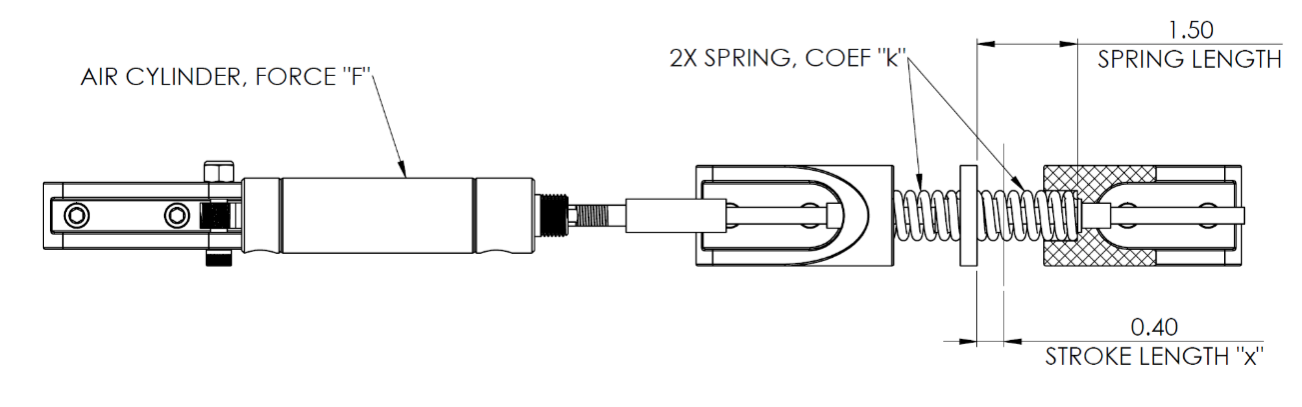 1.50
SPRING LENGTH
2X SPRING, COEF "k"
AIR CYLINDER, FORCE "F"
0.40
STROKE LENGTH "x"